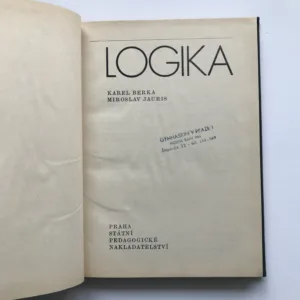 LOGIKA
KAREL BERKA
MIROSLAV JAURIS
PRAHA
STÁTNÍ
PEDAGOGICKÉ
NAKLADATELSTVÍ